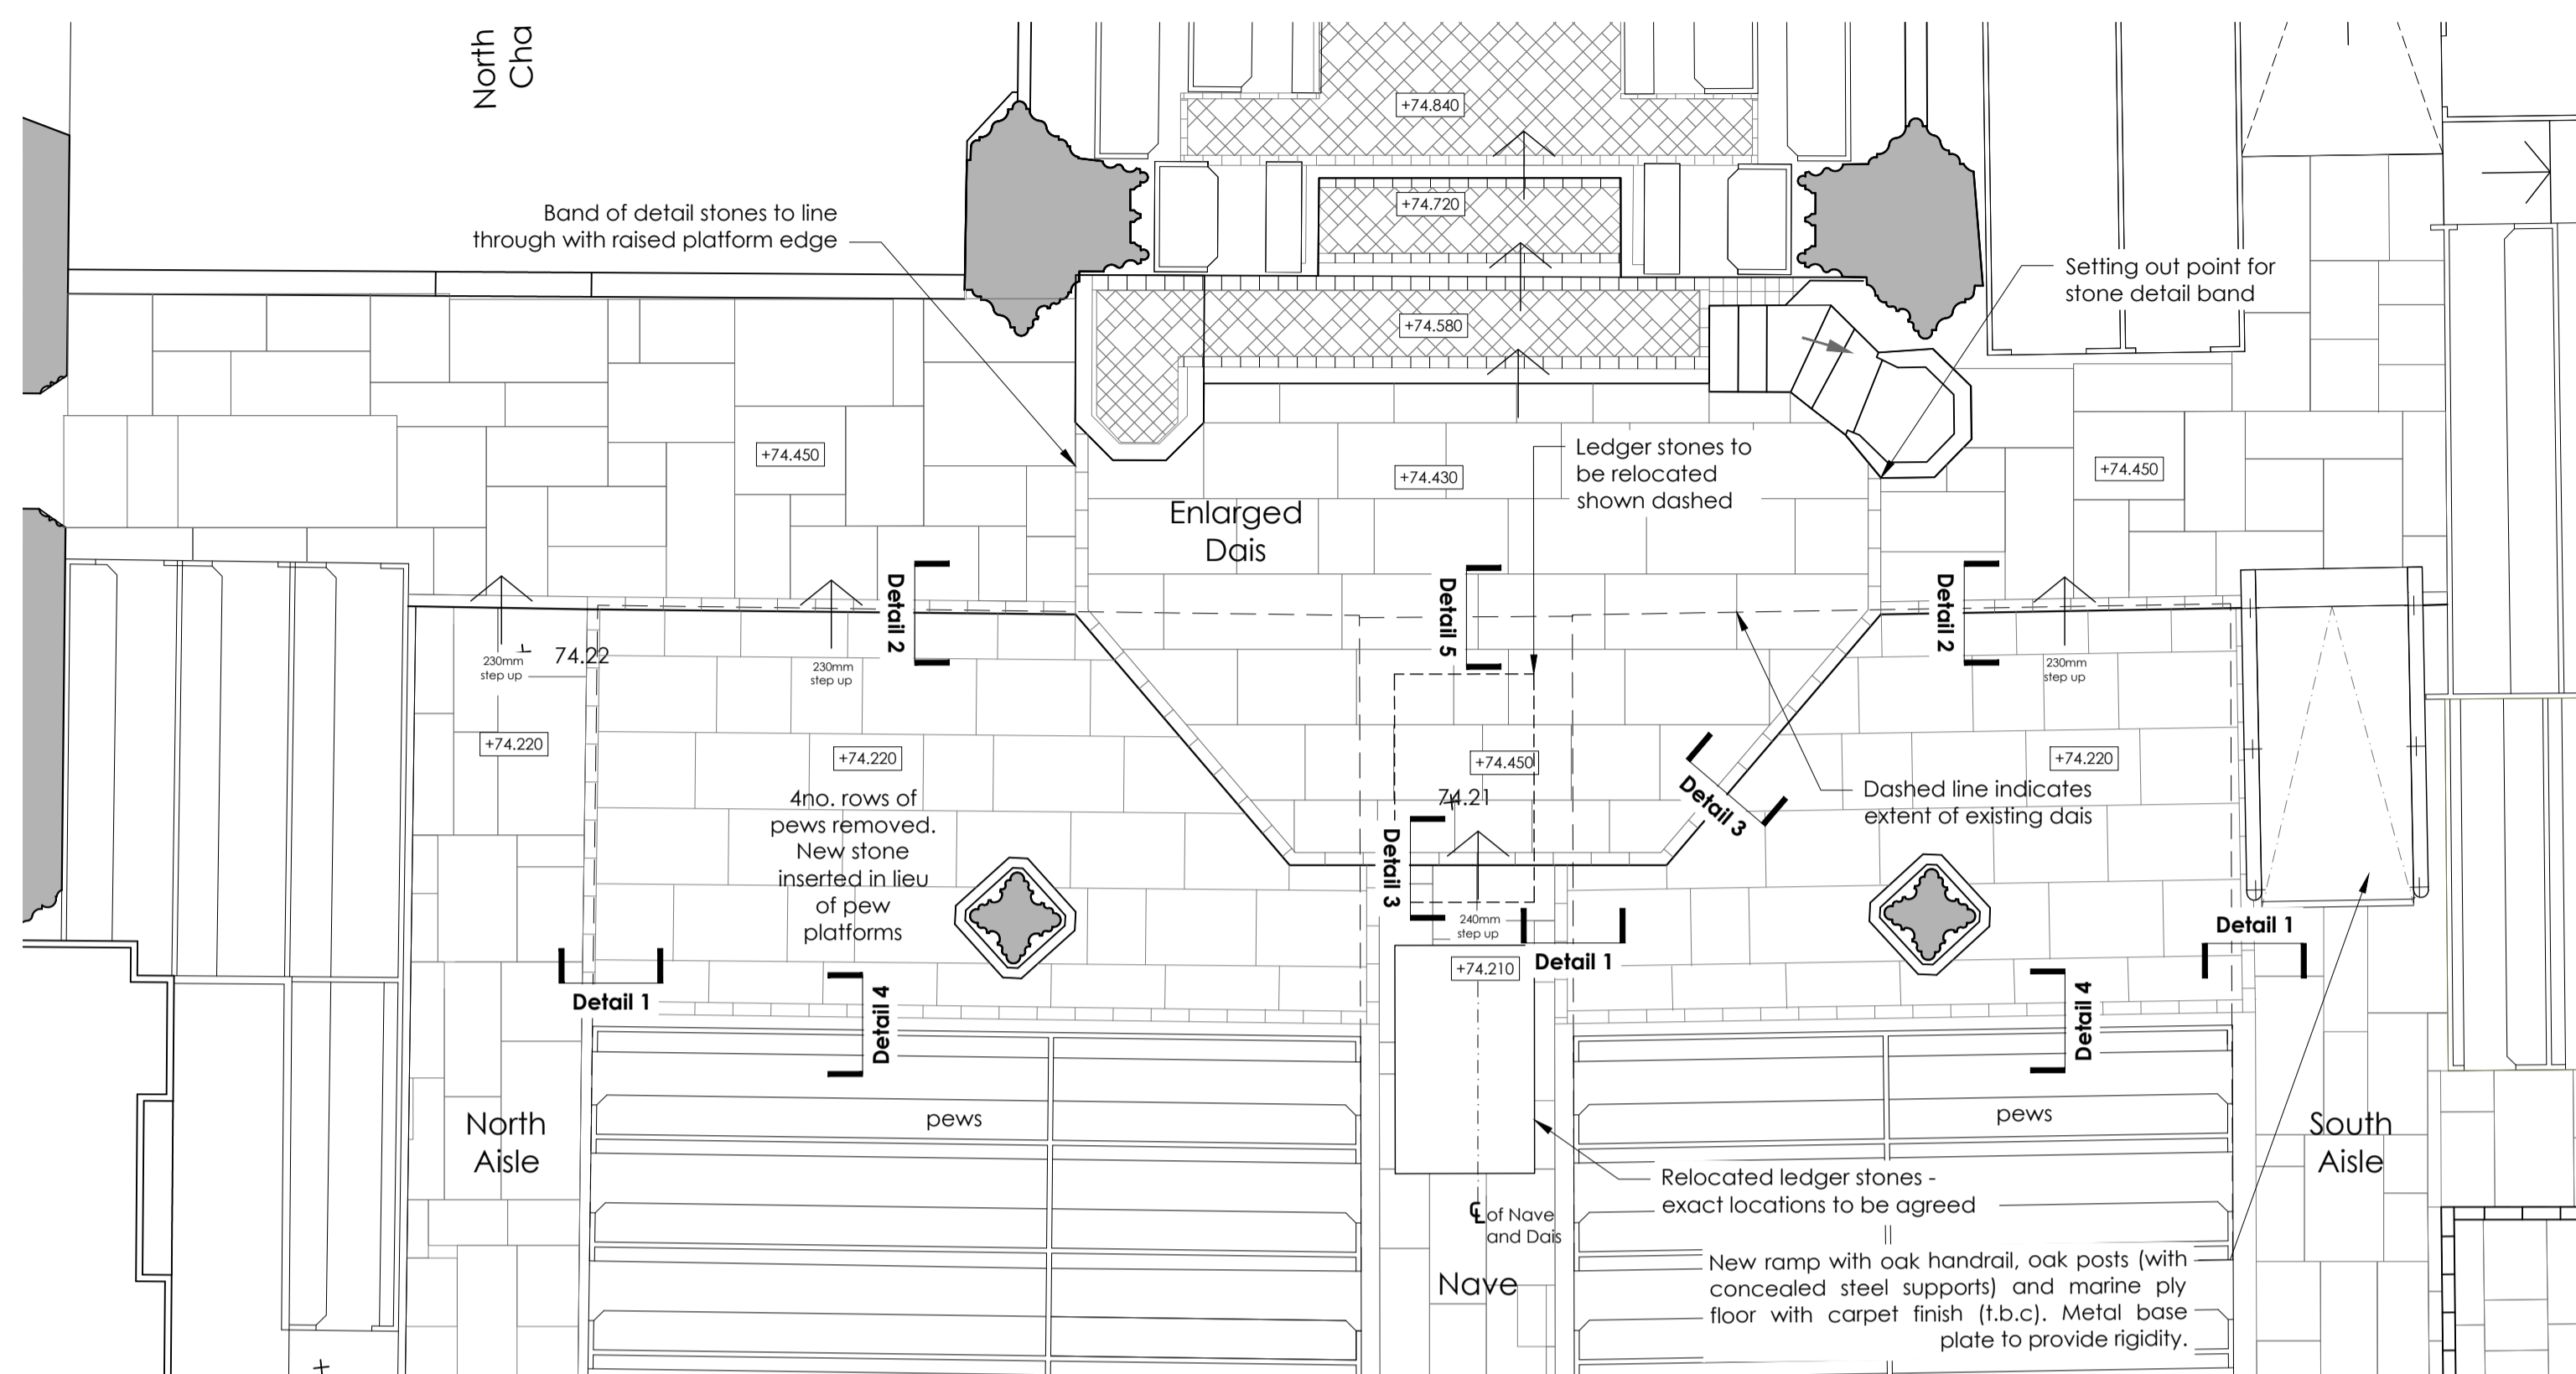 North
Cha
+74.840
+74.720
Band of detail stones to line
through with raised platform edge
Setting out point for
stone detail band
+74.580
+74.450
+74.430
Ledger stones to
be relocated
shown dashed
+74.450
Enlarged
Dais
Detail 2
Detail 5
Detail 2
74.22
230mm
step up
230mm
step up
230mm
step up
+74.220
+74.220
+74.450
+74.220
74.21
4no. rows of
pews removed.
New stone
inserted in lieu
of pew
platforms
Detail 3
Dashed line indicates
extent of existing dais
Detail 3
240mm
step up
+74.210
Detail 1
Detail 1
Detail 1
Detail 4
Detail 4
North
Aisle
pews
pews
South
Aisle
Relocated ledger stones -
exact locations to be agreed
℄ of Nave
and Dais
Nave
New ramp with oak handrail, oak posts (with
concealed steel supports) and marine ply
floor with carpet finish (t.b.c). Metal base
plate to provide rigidity.